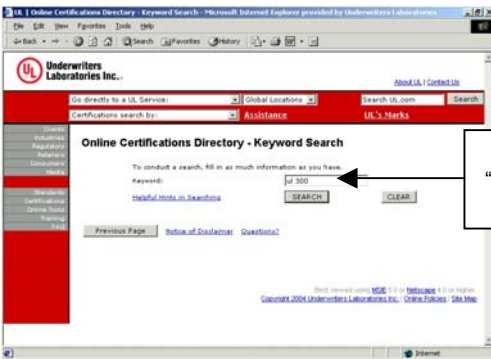 UL | Online Certifications Directory - Keyword Search - Microsoft Internet Explorer provided by Underwriters Laboratories
File Edit View Favorites Tools Help
Back Search Favorites History
UL Underwriters
Laboratories Inc.
About UL | Contact Us
Go directly to a UL Service: Global Locations Search UL.com Search
Certifications search by: Assistance UL's Marks
Clients
Industries
Regulators
Retailers
Consumers
Media
Standards
Certifications
Online Tools
Training
FAQ
Online Certifications Directory - Keyword Search
To conduct a search, fill in as much information as you have.
Keyword: ul 300
Helpful Hints in Searching SEARCH CLEAR
Previous Page Notice of Disclaimer Questions?
Best viewed using MSIE 5.0 or Netscape 4.0 or higher.
Copyright 2004 Underwriters Laboratories Inc. | Online Policies | Site Map
Internet
“